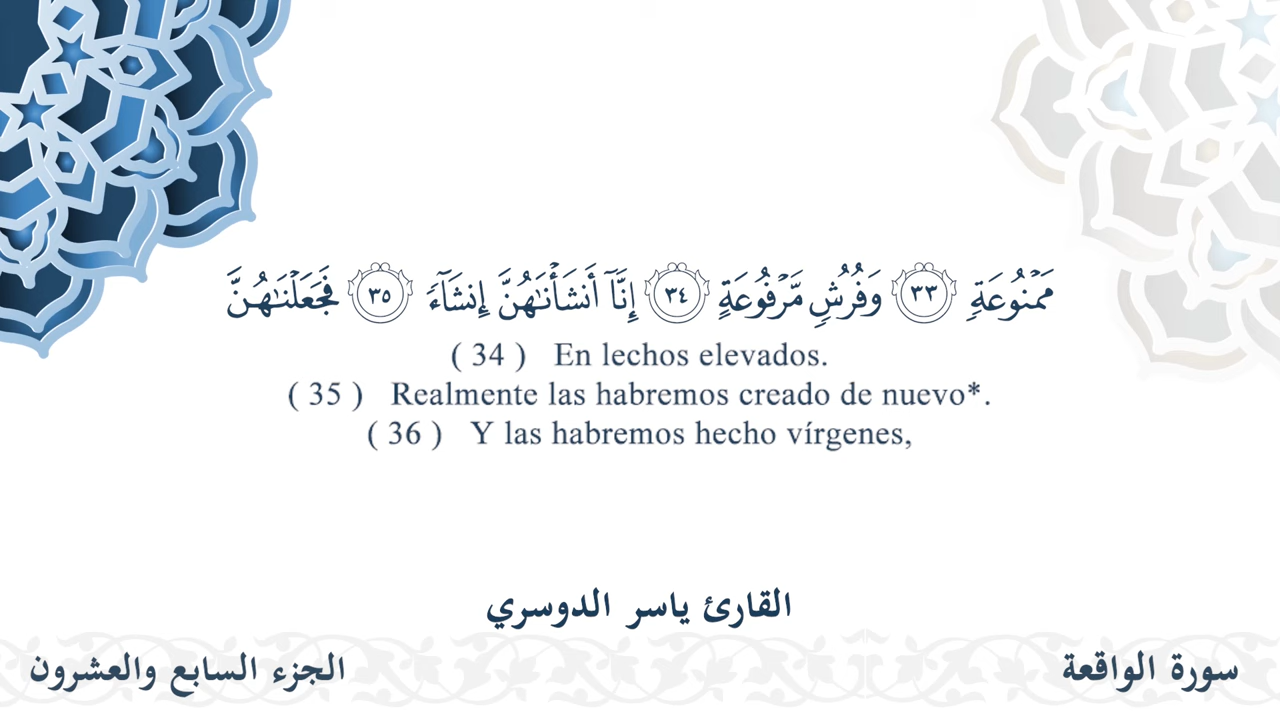 مَمۡنُوعَةٖ ٣٣ وَفُرُشٖ مَّرۡفُوعَةٍ ٣٤ إِنَّآ أَنشَأۡنَٰهُنَّ إِنشَآءٗ ٣٥ فَجَعَلۡنَٰهُنَّ
( 34 ) En lechos elevados.
( 35 ) Realmente las habremos creado de nuevo*.
( 36 ) Y las habremos hecho vírgenes,
القارئ ياسر الدوسري
سورة الواقعة
الجزء السابع والعشرون